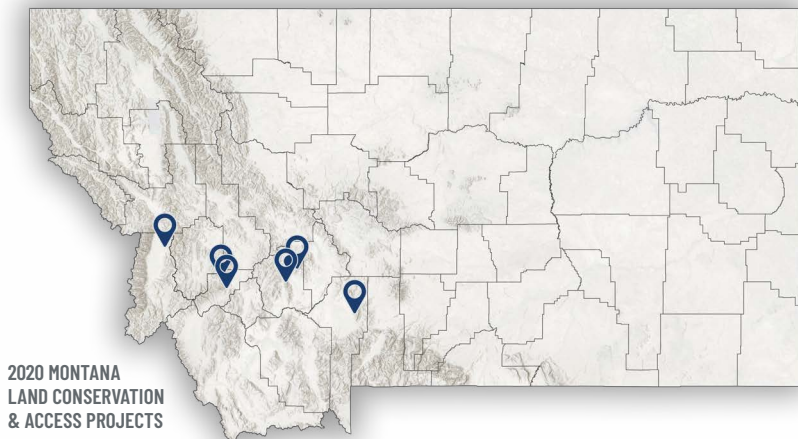 2020 MONTANA
LAND CONSERVATION
& ACCESS PROJECTS